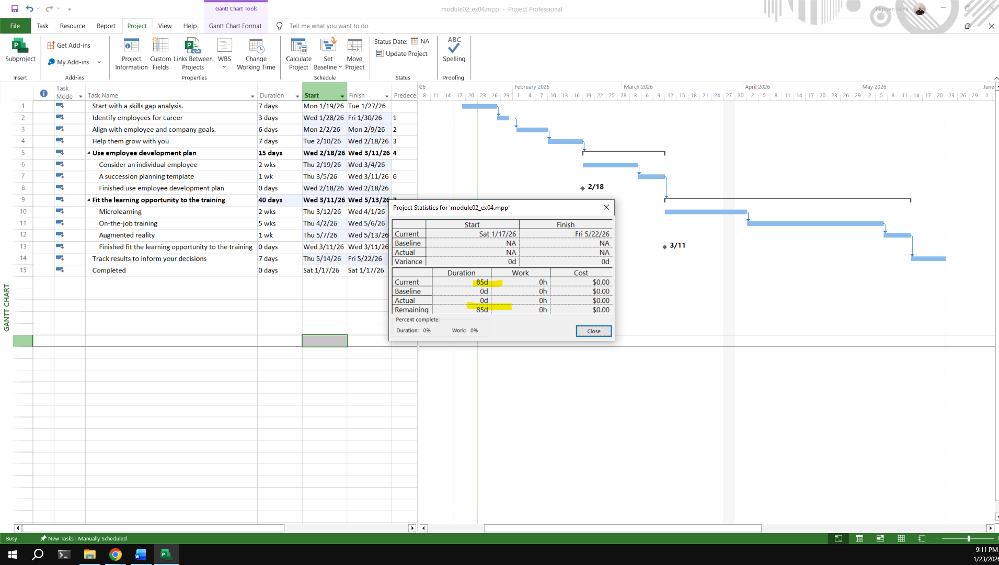 Gantt Chart Tools
module02_ex04.mpp - Project Professional
Nguyen Minh
File Task Resource Report Project View Help Gantt Chart Format Tell me what you want to do
Subproject
Insert
Get Add-ins
My Add-ins
Add-ins
Project Information
Custom Fields
Links Between Projects
WBS
Change Working Time
Properties
Calculate Project
Set Baseline
Move Project
Schedule
Status Date: NA
Update Project
Status
ABC
Spelling
Proofing
Task Mode Task Name Duration Start Finish Predeces
26 February 2026 March 2026 April 2026 May 2026 June
8 11 14 17 20 23 26 29 1 4 7 10 13 16 19 22 25 28 3 6 9 12 15 18 21 24 27 30 2 5 8 11 14 17 20 23 26 29 2 5 8 11 14 17 20 23 26 29 1
1 Start with a skills gap analysis. 7 days Mon 1/19/26 Tue 1/27/26
2 Identify employees for career 3 days Wed 1/28/26 Fri 1/30/26 1
3 Align with employee and company goals. 6 days Mon 2/2/26 Mon 2/9/26 2
4 Help them grow with you 7 days Tue 2/10/26 Wed 2/18/26 3
5 Use employee development plan 15 days Wed 2/18/26 Wed 3/11/26 4
6 Consider an individual employee 2 wks Thu 2/19/26 Wed 3/4/26
7 A succession planning template 1 wk Thu 3/5/26 Wed 3/11/26 6
8 Finished use employee development plan 0 days Wed 2/18/26 Wed 2/18/26
2/18
9 Fit the learning opportunity to the training 40 days Wed 3/11/26 Wed 5/13/26
10 Microlearning 2 wks Thu 3/12/26 Wed 4/1/26
11 On-the-job training 5 wks Thu 4/2/26 Wed 5/6/26
12 Augmented reality 1 wk Thu 5/7/26 Wed 5/13/26
13 Finished fit the learning opportunity to the training 0 days Wed 3/11/26 Wed 3/11/26
3/11
14 Track results to inform your decisions 7 days Thu 5/14/26 Fri 5/22/26
15 Completed 0 days Sat 1/17/26 Sat 1/17/26
Project Statistics for 'module02_ex04.mpp'
Start Finish
Current Sat 1/17/26 Fri 5/22/26
Baseline NA NA
Actual NA NA
Variance 0d 0d
Duration Work Cost
Current 85d 0h $0.00
Baseline 0d 0h $0.00
Actual 0d 0h $0.00
Remaining 85d 0h $0.00
Percent complete:
Duration: 0% Work: 0%
Close
GANTT CHART
Busy New Tasks : Manually Scheduled
9:11 PM
1/23/2026